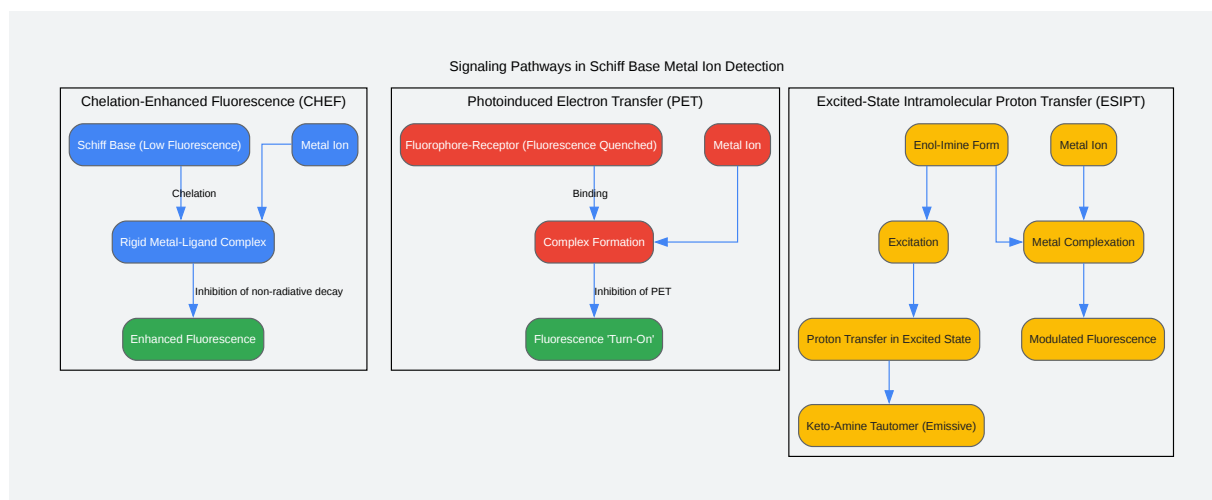 Signaling Pathways in Schiff Base Metal Ion Detection
Chelation-Enhanced Fluorescence (CHEF)
Schiff Base (Low Fluorescence)
Metal Ion
Chelation
Rigid Metal-Ligand Complex
Inhibition of non-radiative decay
Enhanced Fluorescence
Photoinduced Electron Transfer (PET)
Fluorophore-Receptor (Fluorescence Quenched)
Metal Ion
Binding
Complex Formation
Inhibition of PET
Fluorescence 'Turn-On'
Excited-State Intramolecular Proton Transfer (ESIPT)
Enol-Imine Form
Metal Ion
Excitation
Metal Complexation
Proton Transfer in Excited State
Modulated Fluorescence
Keto-Amine Tautomer (Emissive)